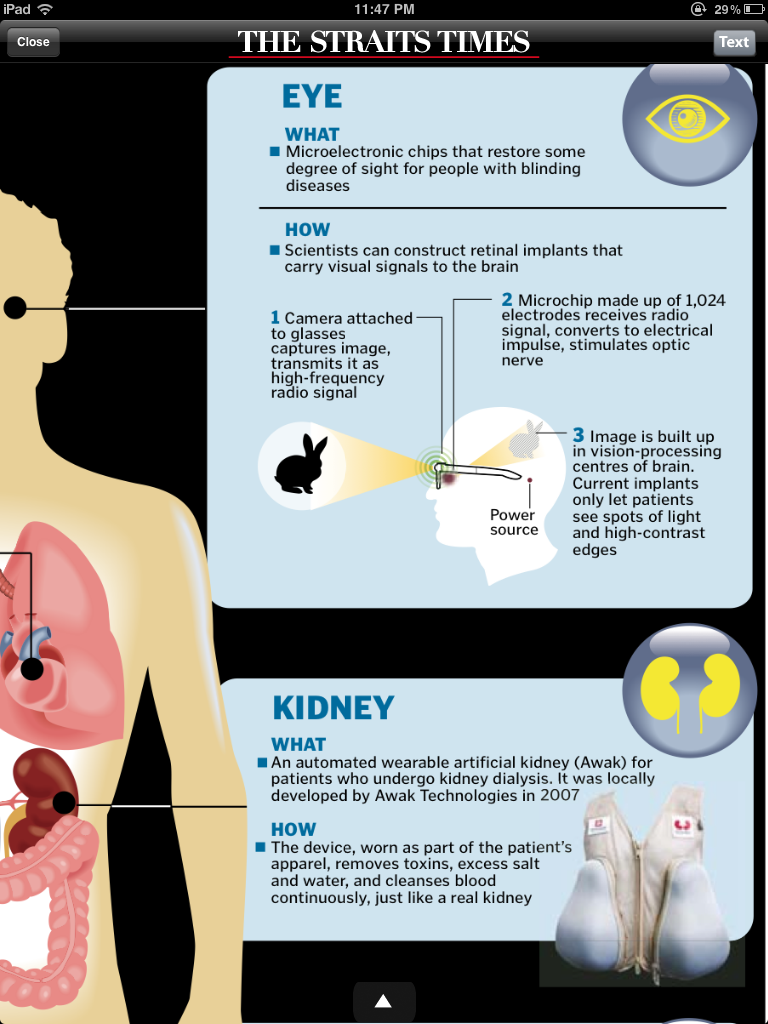 iPad
11:47 PM
29%
Close
THE STRAITS TIMES
Text
EYE
WHAT
Microelectronic chips that restore some
degree of sight for people with blinding
diseases
HOW
Scientists can construct retinal implants that
carry visual signals to the brain
1 Camera attached
to glasses
captures image,
transmits it as
high-frequency
radio signal
2 Microchip made up of 1,024
electrodes receives radio
signal, converts to electrical
impulse, stimulates optic
nerve
3 Image is built up
in vision-processing
centres of brain.
Current implants
only let patients
see spots of light
and high-contrast
edges
Power
source
KIDNEY
WHAT
An automated wearable artificial kidney (Awak) for
patients who undergo kidney dialysis. It was locally
developed by Awak Technologies in 2007
HOW
The device, worn as part of the patient's
apparel, removes toxins, excess salt
and water, and cleanses blood
continuously, just like a real kidney